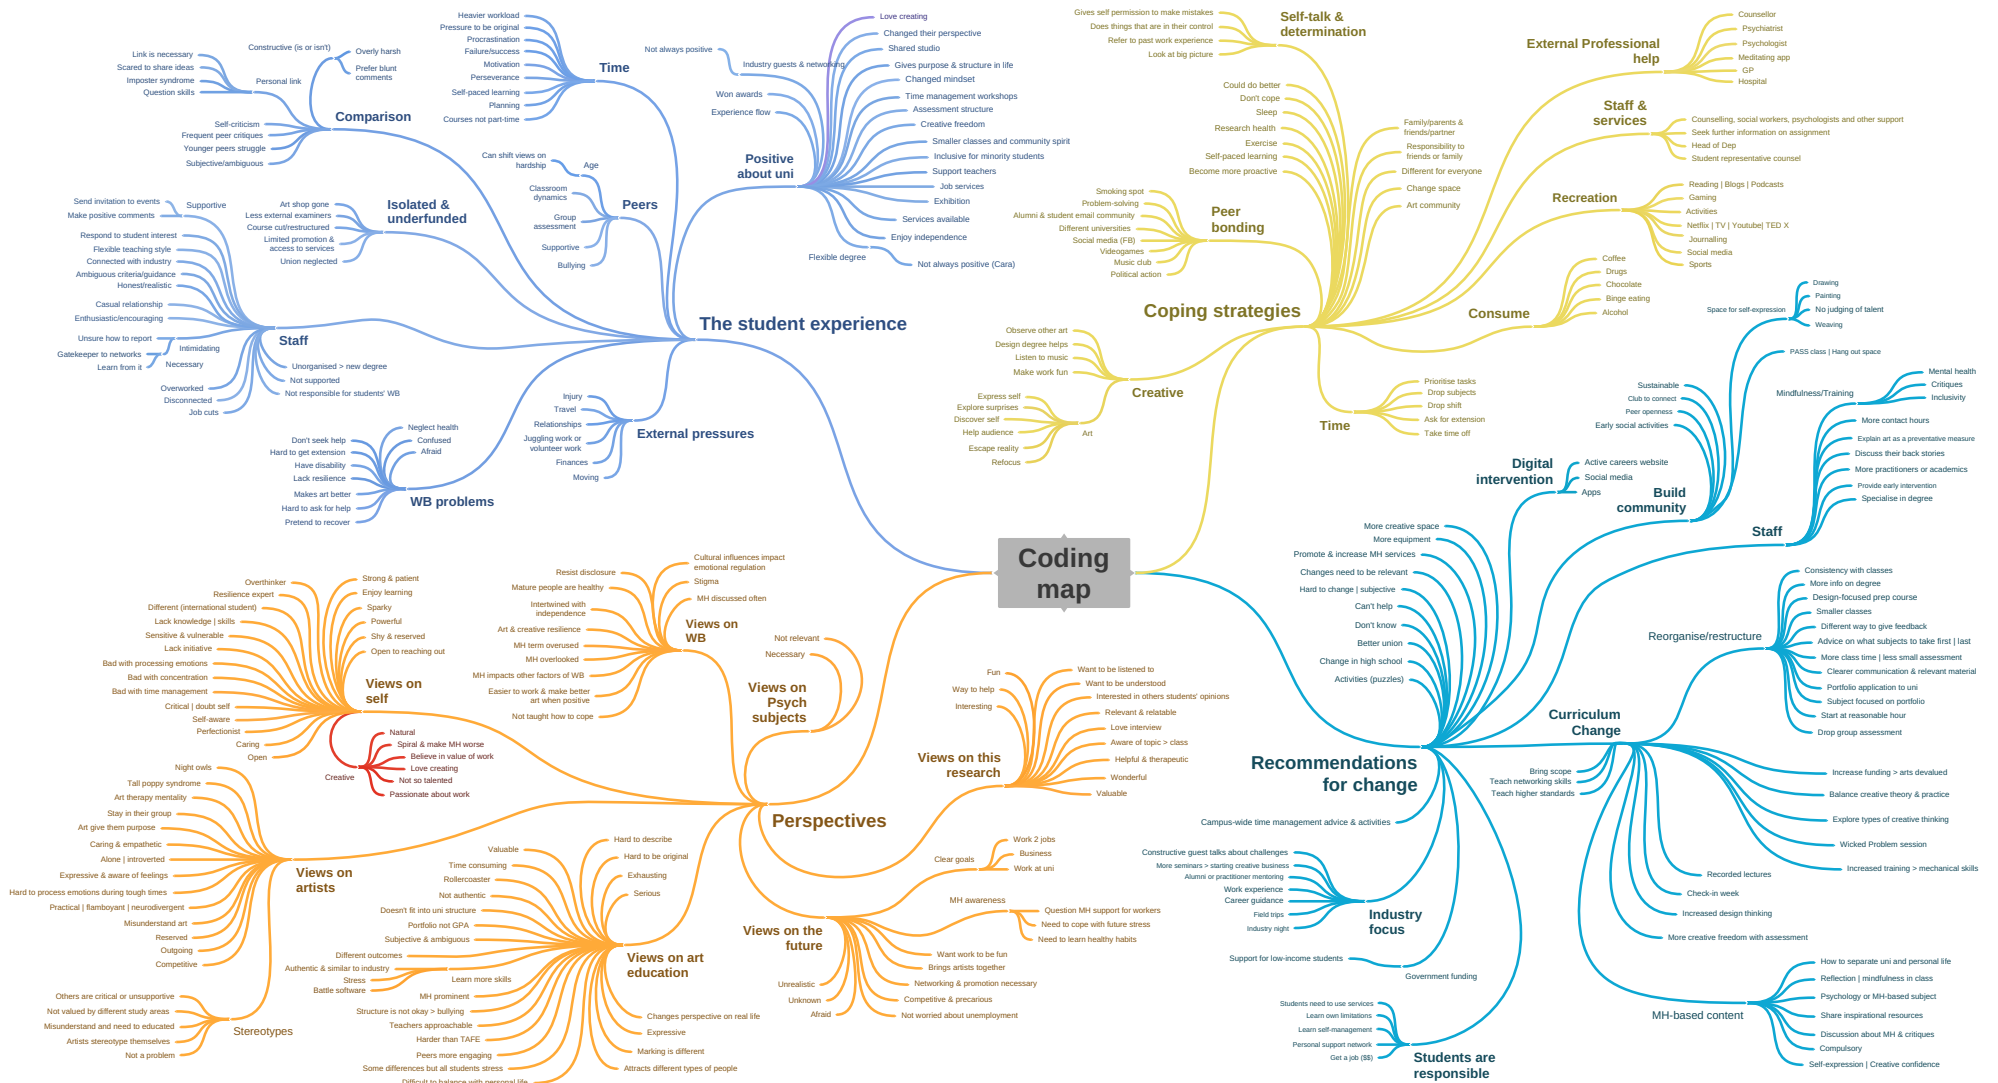 Coding
map
The student experience
Comparison
Constructive (is or isn't)
Overly harsh
Prefer blunt
comments
Link is necessary
Scared to share ideas
Imposter syndrome
Question skills
Personal link
Self-criticism
Frequent peer critiques
Younger peers struggle
Subjective/ambiguous
Time
Heavier workload
Pressure to be original
Procrastination
Failure/success
Motivation
Perseverance
Self-paced learning
Planning
Courses not part-time
Positive
about uni
Not always positive
Industry guests & networking
Won awards
Experience flow
Love creating
Changed their perspective
Shared studio
Gives purpose & structure in life
Changed mindset
Time management workshops
Assessment structure
Creative freedom
Smaller classes and community spirit
Inclusive for minority students
Support teachers
Job services
Exhibition
Services available
Enjoy independence
Flexible degree
Not always positive (Cara)
Peers
Can shift views on
hardship
Age
Classroom
dynamics
Group
assessment
Supportive
Bullying
Isolated &
underfunded
Art shop gone
Less external examiners
Course cut/restructured
Limited promotion &
access to services
Union neglected
Staff
Send invitation to events
Make positive comments
Supportive
Respond to student interest
Flexible teaching style
Connected with industry
Ambiguous criteria/guidance
Honest/realistic
Casual relationship
Enthusiastic/encouraging
Unsure how to report
Intimidating
Gatekeeper to networks
Learn from it
Necessary
Overworked
Disconnected
Job cuts
Unorganised > new degree
Not supported
Not responsible for students' WB
WB problems
Neglect health
Confused
Afraid
Don't seek help
Hard to get extension
Have disability
Lack resilience
Makes art better
Hard to ask for help
Pretend to recover
External pressures
Injury
Travel
Relationships
Juggling work or
volunteer work
Finances
Moving
Coping strategies
Self-talk &
determination
Gives self permission to make mistakes
Does things that are in their control
Refer to past work experience
Look at big picture
Could do better
Don't cope
Sleep
Research health
Exercise
Self-paced learning
Become more proactive
Family/parents &
friends/partner
Responsibility to
friends or family
Different for everyone
Change space
Art community
Peer
bonding
Smoking spot
Problem-solving
Alumni & student email community
Different universities
Social media (FB)
Videogames
Music club
Political action
External Professional
help
Counsellor
Psychiatrist
Psychologist
Meditating app
GP
Hospital
Staff &
services
Counselling, social workers, psychologists and other support
Seek further information on assignment
Head of Dep
Student representative counsel
Recreation
Reading | Blogs | Podcasts
Gaming
Activities
Netflix | TV | Youtube| TED X
Journalling
Social media
Sports
Consume
Coffee
Drugs
Chocolate
Binge eating
Alcohol
Time
Prioritise tasks
Drop subjects
Drop shift
Ask for extension
Take time off
Creative
Observe other art
Design degree helps
Listen to music
Make work fun
Art
Express self
Explore surprises
Discover self
Help audience
Escape reality
Refocus
Recommendations
for change
More creative space
More equipment
Promote & increase MH services
Changes need to be relevant
Hard to change | subjective
Can't help
Don't know
Better union
Change in high school
Activities (puzzles)
Campus-wide time management advice & activities
Digital
intervention
Active careers website
Social media
Apps
Build
community
Space for self-expression
Drawing
Painting
No judging of talent
Weaving
PASS class | Hang out space
Sustainable
Club to connect
Peer openness
Early social activities
Staff
Mindfulness/Training
Mental health
Critiques
Inclusivity
More contact hours
Explain art as a preventative measure
Discuss their back stories
More practitioners or academics
Provide early intervention
Specialise in degree
Curriculum
Change
Reorganise/restructure
Consistency with classes
More info on degree
Design-focused prep course
Smaller classes
Different way to give feedback
Advice on what subjects to take first | last
More class time | less small assessment
Clearer communication & relevant material
Portfolio application to uni
Subject focused on portfolio
Start at reasonable hour
Drop group assessment
Bring scope
Teach networking skills
Teach higher standards
Increase funding > arts devalued
Balance creative theory & practice
Explore types of creative thinking
Wicked Problem session
Increased training > mechanical skills
Recorded lectures
Check-in week
Increased design thinking
More creative freedom with assessment
MH-based content
How to separate uni and personal life
Reflection | mindfulness in class
Psychology or MH-based subject
Share inspirational resources
Discussion about MH & critiques
Compulsory
Self-expression | Creative confidence
Industry
focus
Constructive guest talks about challenges
More seminars > starting creative business
Alumini or practitioner mentoring
Work experience
Career guidance
Field trips
Industry night
Support for low-income students
Government funding
Students are
responsible
Students need to use services
Learn own limitations
Learn self-management
Personal support network
Get a job ($$)
Perspectives
Views on
self
Overthinker
Resilience expert
Different (international student)
Lack knowledge | skills
Sensitive & vulnerable
Lack initiative
Bad with processing emotions
Bad with concentration
Bad with time management
Critical | doubt self
Self-aware
Perfectionist
Caring
Open
Strong & patient
Enjoy learning
Sparky
Powerful
Shy & reserved
Open to reaching out
Creative
Natural
Spiral & make MH worse
Believe in value of work
Love creating
Not so talented
Passionate about work
Views on
WB
Resist disclosure
Mature people are healthy
Intertwined with
independence
Art & creative resilience
MH term overused
MH overlooked
MH impacts other factors of WB
Easier to work & make better
art when positive
Not taught how to cope
Cultural influences impact
emotional regulation
Stigma
MH discussed often
Views on
Psych
subjects
Not relevant
Necessary
Views on this
research
Fun
Way to help
Interesting
Want to be listened to
Want to be understood
Interested in others students' opinions
Relevant & relatable
Love interview
Aware of topic > class
Helpful & therapeutic
Wonderful
Valuable
Views on
artists
Night owls
Tall poppy syndrome
Art therapy mentality
Stay in their group
Art give them purpose
Caring & empathetic
Alone | introverted
Expressive & aware of feelings
Hard to process emotions during tough times
Practical | flamboyant | neurodivergent
Misunderstand art
Reserved
Outgoing
Competitive
Stereotypes
Others are critical or unsupportive
Not valued by different study areas
Misunderstand and need to educated
Artists stereotype themselves
Not a problem
Views on art
education
Valuable
Time consuming
Rollercoaster
Not authentic
Doesn't fit into uni structure
Portfolio not GPA
Subjective & ambiguous
Different outcomes
Authentic & similar to industry
Stress
Battle software
Learn more skills
MH prominent
Structure is not okay > bullying
Teachers approachable
Harder than TAFE
Peers more engaging
Some differences but all students stress
Difficult to balance with personal life
Hard to describe
Hard to be original
Exhausting
Serious
Changes perspective on real life
Expressive
Marking is different
Attracts different types of people
Views on the
future
Clear goals
Work 2 jobs
Business
Work at uni
MH awareness
Question MH support for workers
Need to cope with future stress
Need to learn healthy habits
Want work to be fun
Brings artists together
Networking & promotion necessary
Competitive & precarious
Not worried about unemployment
Unrealistic
Unknown
Afraid